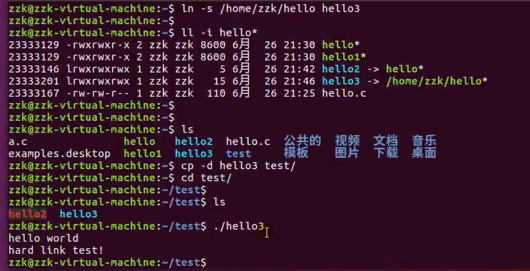 zzk@zzk-virtual-machine:~$ ln -s /home/zzk/hello hello3
zzk@zzk-virtual-machine:~$
zzk@zzk-virtual-machine:~$ ll -i hello*
23333129 -rwxrwxr-x 2 zzk zzk 8600 6月 26 21:30 hello*
23333129 -rwxrwxr-x 2 zzk zzk 8600 6月 26 21:30 hello1*
23333146 lrwxrwxrwx 1 zzk zzk 5 6月 26 21:42 hello2 -> hello*
23333151 lrwxrwxrwx 1 zzk zzk 15 6月 26 21:46 hello3 -> /home/zzk/hello*
23333167 -rw-rw-r-- 1 zzk zzk 110 6月 26 21:25 hello.c
zzk@zzk-virtual-machine:~$
zzk@zzk-virtual-machine:~$
zzk@zzk-virtual-machine:~$ ls
a.c hello hello2 hello.c 公共的 视频 文档 音乐
examples.desktop hello1 hello3 test 模板 图片 下载 桌面
zzk@zzk-virtual-machine:~$ cp -d hello3 test/
zzk@zzk-virtual-machine:~$ cd test/
zzk@zzk-virtual-machine:~/test$
zzk@zzk-virtual-machine:~/test$ ls
hello2 hello3
zzk@zzk-virtual-machine:~/test$ ./hello3
hello world
hard link test!
zzk@zzk-virtual-machine:~/test$